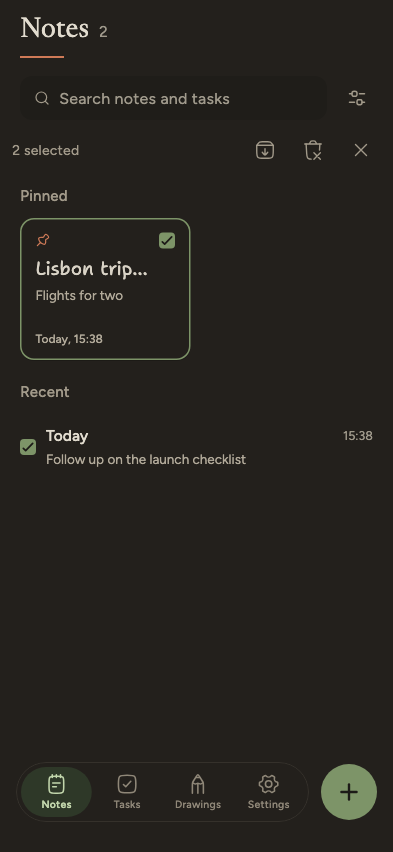 Notes 2
Search notes and tasks
2 selected
Pinned
Lisbon trip...
Flights for two
Today, 15:38
Recent
Today 15:38
Follow up on the launch checklist
Notes Tasks Drawings Settings